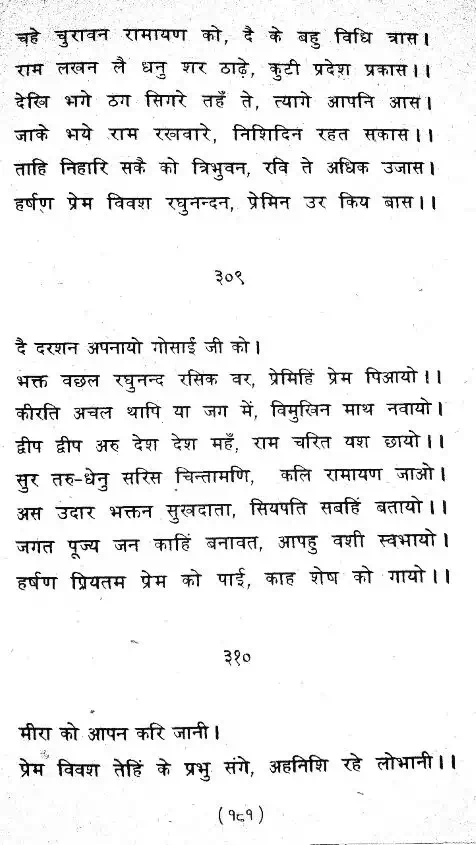 चहे चुरावन रामायण को, दै के बहु विधि त्रास।
राम लखन लै धनु शर ठाढ़े, कुटी प्रदेश प्रकास।।
देखि भगे ठग सिगरे तहँ ते, त्यागे आपनि आस।
जाके भये राम रखवारे, निशिदिन रहत सकास।।
ताहि निहारि सकै को त्रिभुवन, रवि ते अधिक उजास।
हर्षण प्रेम विवश रघुनन्दन, प्रेमिन उर किय बास।।
३०९
दै दरशन अपनायो गोसाई जी को।
भक्त वछल रघुनन्द रसिक वर, प्रेमिहिं प्रेम पिआयो।।
कीरति अचल थापि या जग में, विमुखिन माथ नवायो।
द्वीप द्वीप अरु देश देश महँ, राम चरित यश छायो।।
सुर तरु-धेनु सरिस चिन्तामणि, कलि रामायण जाओ।
अस उदार भक्तन सुखदाता, सियपति सबहिं बतायो।।
जगत पूज्य जन काहिं बनावत, आपहु वशी स्वभायो।
हर्षण प्रियतम प्रेम को पाई, काह शेष को गायो।।
३१०
मीरा को आपन करि जानी।
प्रेम विवश तेहिं के प्रभु संगे, अहनिशि रहे लोभानी।।
(१८१)